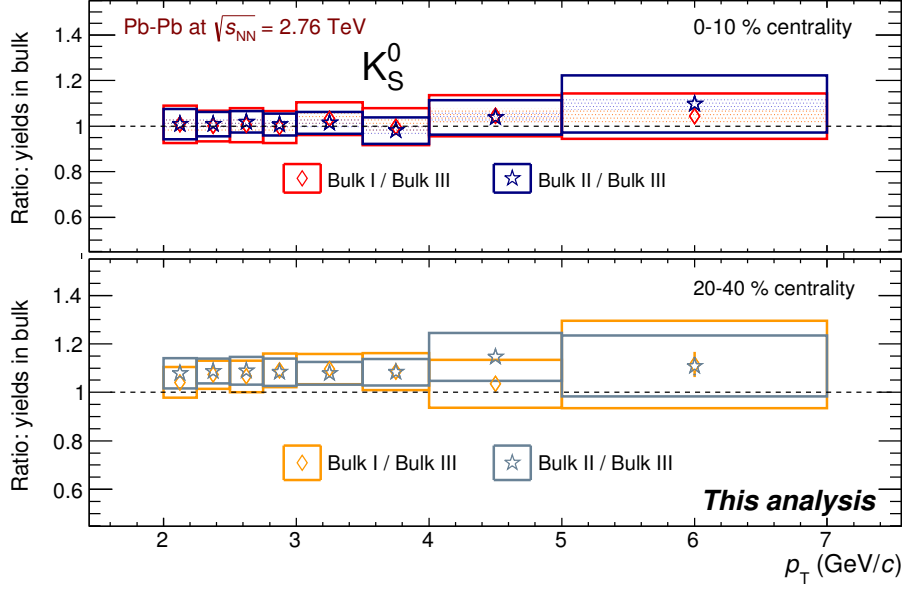 Pb-Pb at √s_NN = 2.76 TeV
0-10 % centrality
K⁰_S
Ratio: yields in bulk
1.4
1.2
1
0.8
0.6
Bulk I / Bulk III
Bulk II / Bulk III
20-40 % centrality
Ratio: yields in bulk
1.4
1.2
1
0.8
0.6
Bulk I / Bulk III
Bulk II / Bulk III
This analysis
2 3 4 5 6 7
p_T (GeV/c)